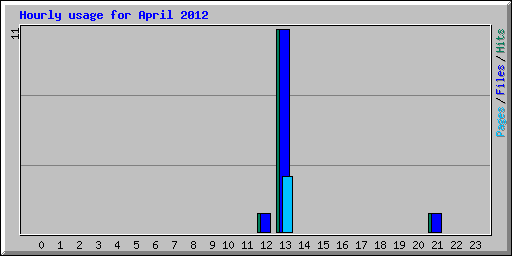 Hourly usage for April 2012
11
Pages/Files/Hits
0 1 2 3 4 5 6 7 8 9 10 11 12 13 14 15 16 17 18 19 20 21 22 23